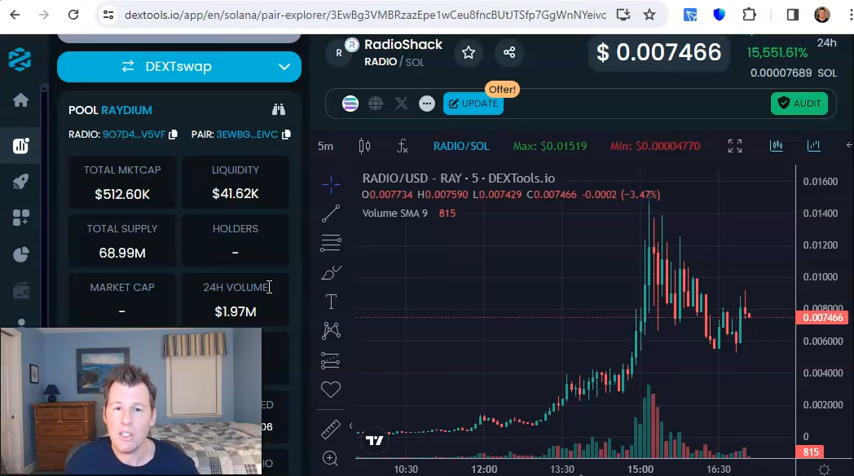 dextools.io/app/en/solana/pair-explorer/3EwBg3VMBRzazEpe1wCeu8fncBUtJTSfp7GgWnNYeivc
DEXTswap
POOL RAYDIUM
RADIO: 9O7D4...V5VF PAIR: 3EWBG...EIVC
TOTAL MKTCAP
$512.60K
LIQUIDITY
$41.62K
TOTAL SUPPLY
68.99M
HOLDERS
-
MARKET CAP
-
24H VOLUME
$1.97M
R
R
RadioShack
RADIO / SOL
$ 0.007466
24h
15,551.61%
0.00007689 SOL
Offer!
UPDATE
AUDIT
5m
RADIO/SOL
Max: $0.01519
Min: $0.00004770
RADIO/USD - RAY · 5 · DEXTools.io
O0.007734 H0.007590 L0.007429 C0.007466 -0.0002 (-3.47%)
Volume SMA 9 815
0.01600
0.01400
0.01200
0.01000
0.008000
0.007466
0.006000
0.004000
0.002000
0
815
10:30 12:00 13:30 15:00 16:30